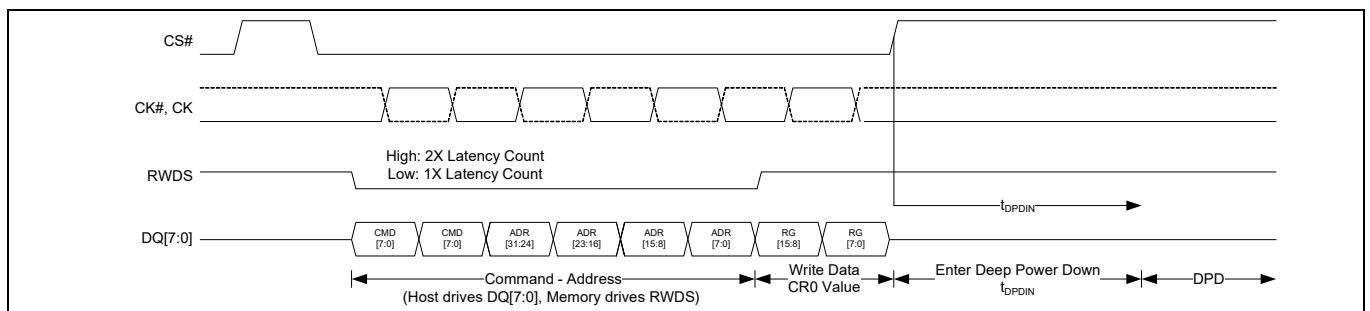 CS#
CK#, CK
High: 2X Latency Count
Low: 1X Latency Count
RWDS
tDPDIN
DQ[7:0]
CMD [7:0] CMD [7:0] ADR [31:24] ADR [23:16] ADR [15:8] ADR [7:0] RG [15:8] RG [7:0]
Command - Address
(Host drives DQ[7:0], Memory drives RWDS)
Write Data
CR0 Value
Enter Deep Power Down
tDPDIN
DPD